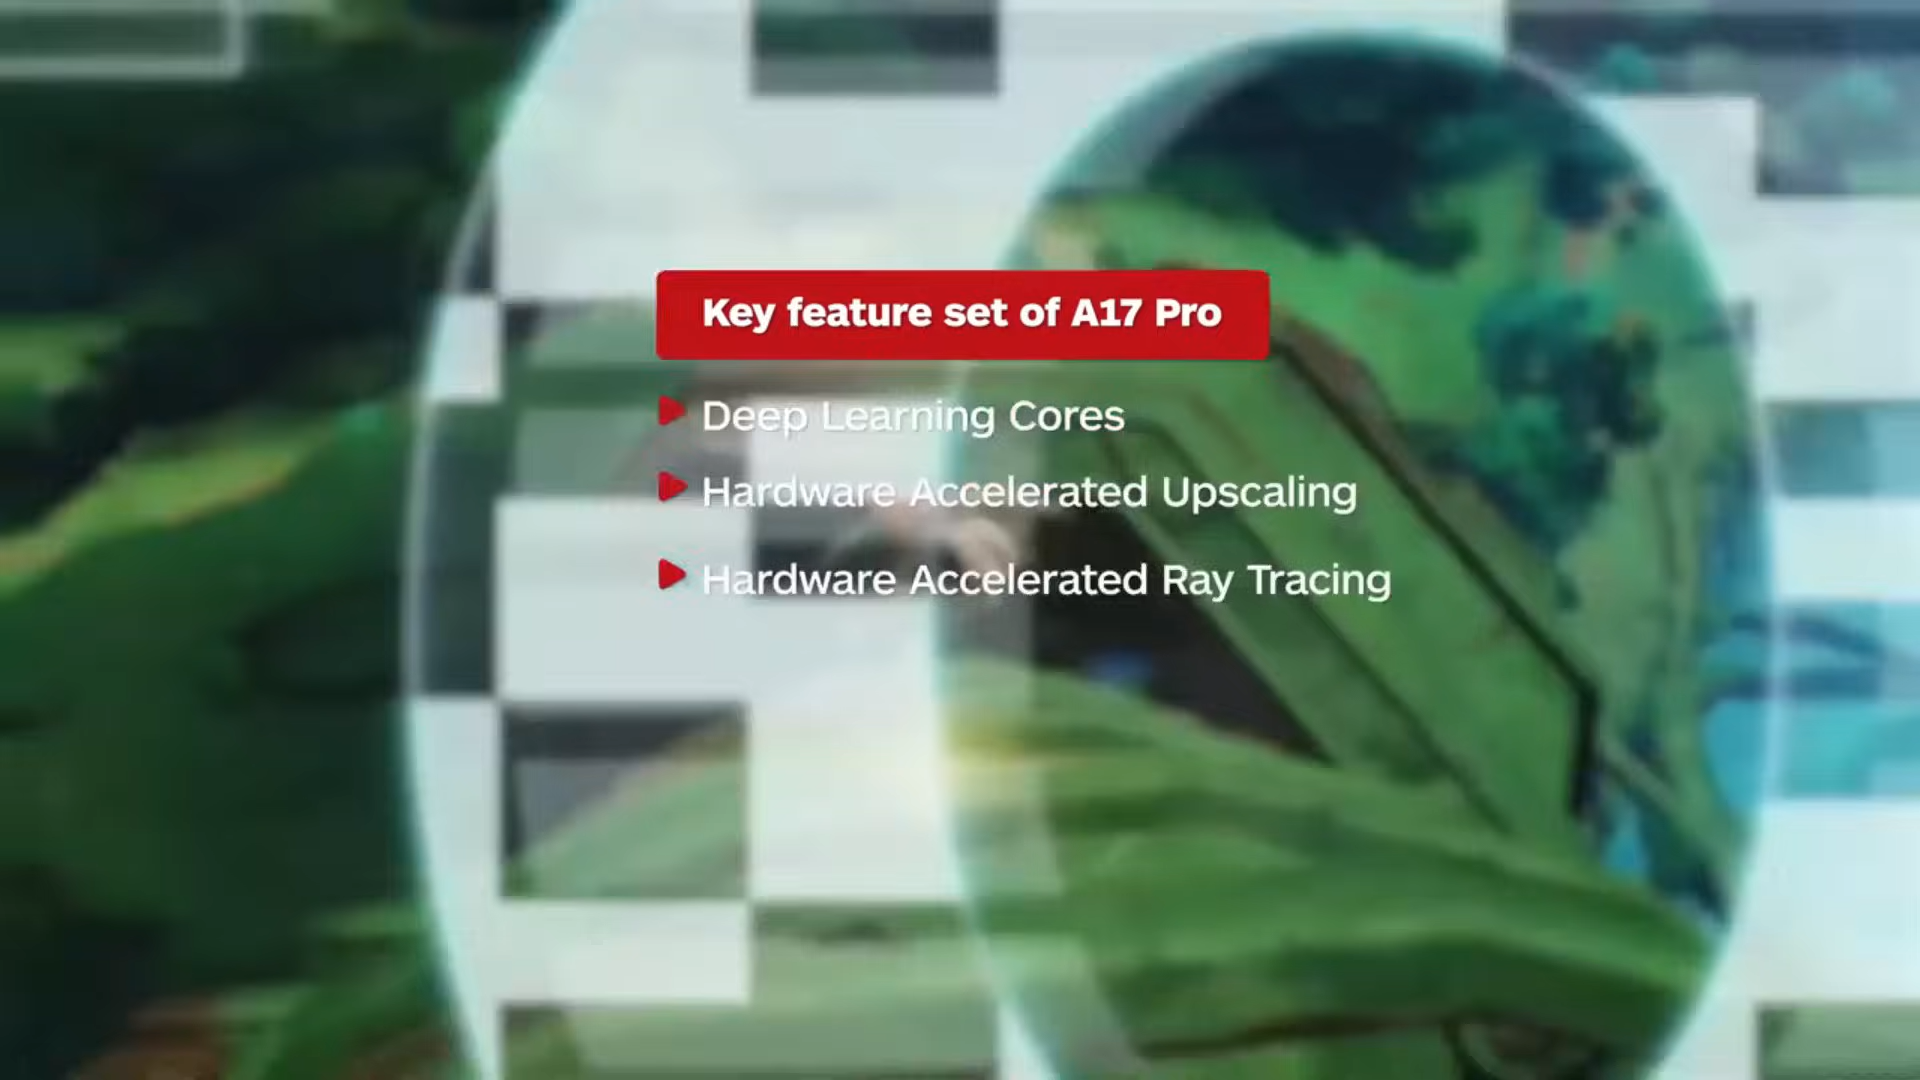 Key feature set of A17 Pro
Deep Learning Cores
Hardware Accelerated Upscaling
Hardware Accelerated Ray Tracing